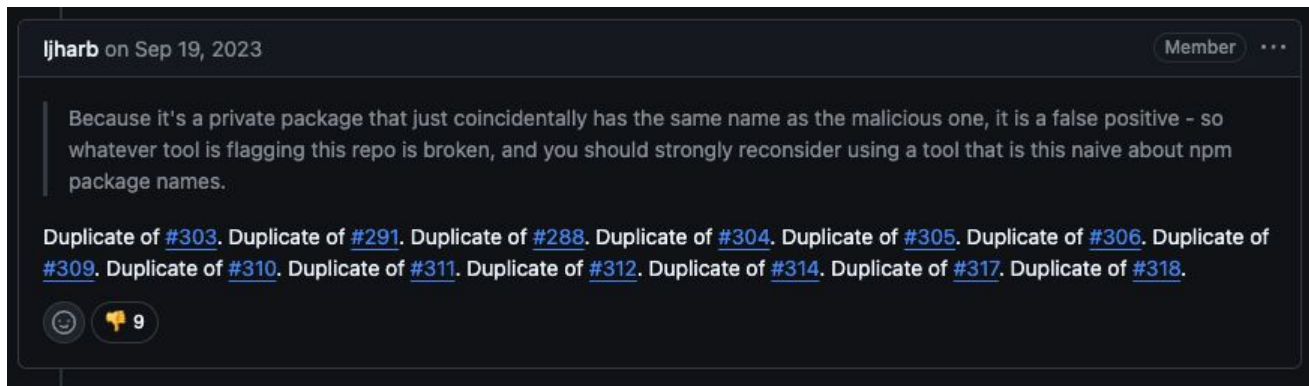 ljharb on Sep 19, 2023
Member
Because it's a private package that just coincidentally has the same name as the malicious one, it is a false positive - so
whatever tool is flagging this repo is broken, and you should strongly reconsider using a tool that is this naive about npm
package names.
Duplicate of #303. Duplicate of #291. Duplicate of #288. Duplicate of #304. Duplicate of #305. Duplicate of #306. Duplicate of
#309. Duplicate of #310. Duplicate of #311. Duplicate of #312. Duplicate of #314. Duplicate of #317. Duplicate of #318.
9